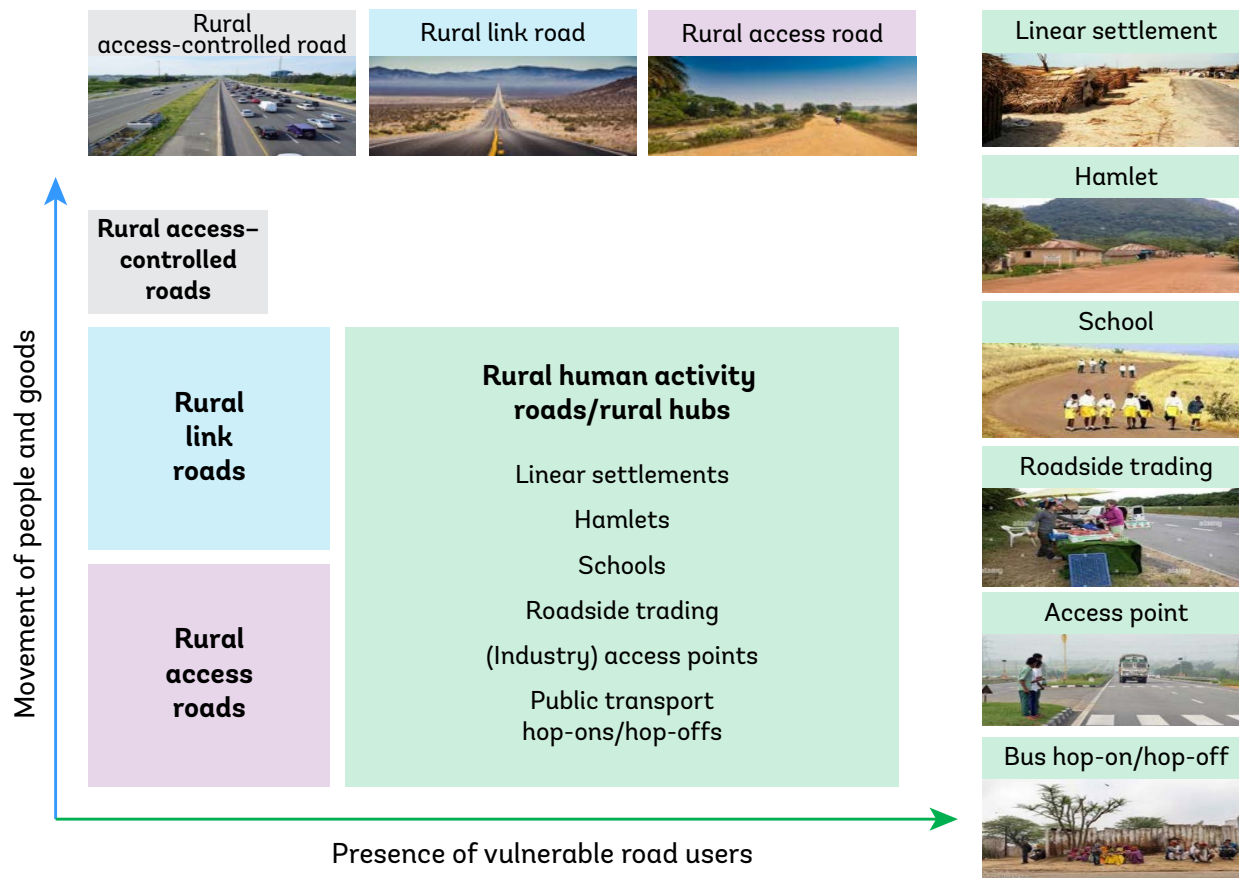 Rural
access-controlled road
Rural link road
Rural access road
Linear settlement
Hamlet
School
Roadside trading
Access point
Bus hop-on/hop-off
Movement of people and goods
Rural access–
controlled
roads
Rural
link
roads
Rural
access
roads
Rural human activity
roads/rural hubs
Linear settlements
Hamlets
Schools
Roadside trading
(Industry) access points
Public transport
hop-ons/hop-offs
Presence of vulnerable road users